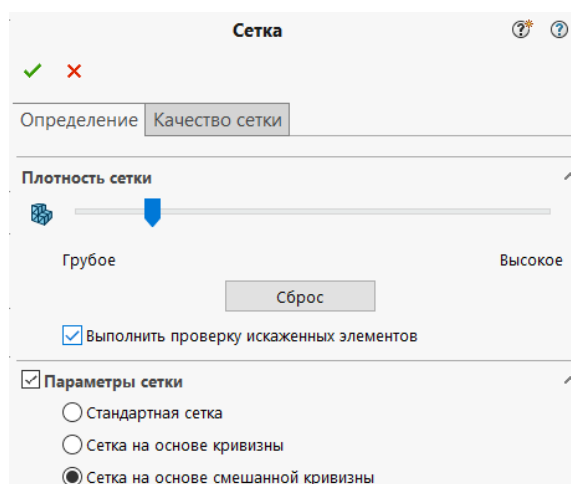 Сетка
Определение Качество сетки
Плотность сетки
Грубое Высокое
Сброс
Выполнить проверку искаженных элементов
Параметры сетки
Стандартная сетка
Сетка на основе кривизны
Сетка на основе смешанной кривизны